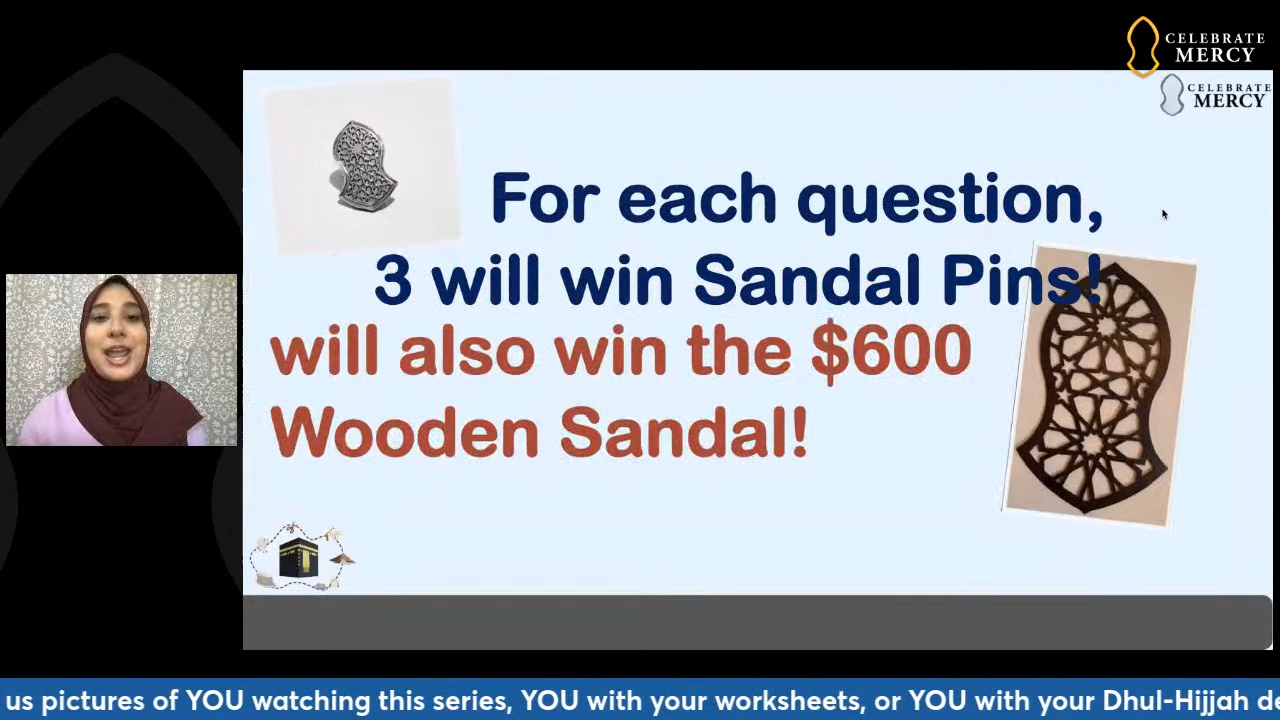 CELEBRATE
MERCY
CELEBRATE
MERCY
For each question,
3 will win Sandal Pins!
will also win the $600
Wooden Sandal!
us pictures of YOU watching this series, YOU with your worksheets, or YOU with your Dhul-Hijjah